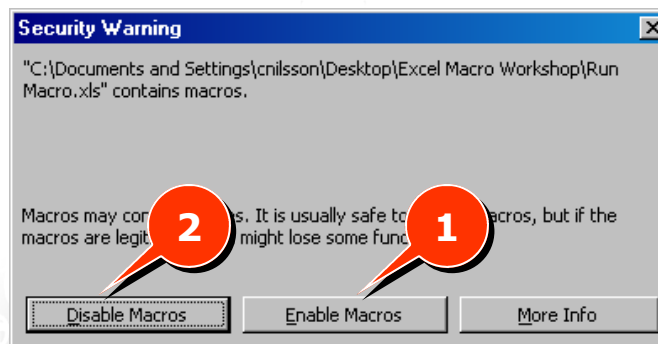 Security Warning
"C:\Documents and Settings\cnilsson\Desktop\Excel Macro Workshop\Run
Macro.xls" contains macros.
Macros may s. It is usually safe to acros, but if the
macros are legit might lose some func
2
1
Disable Macros Enable Macros More Info